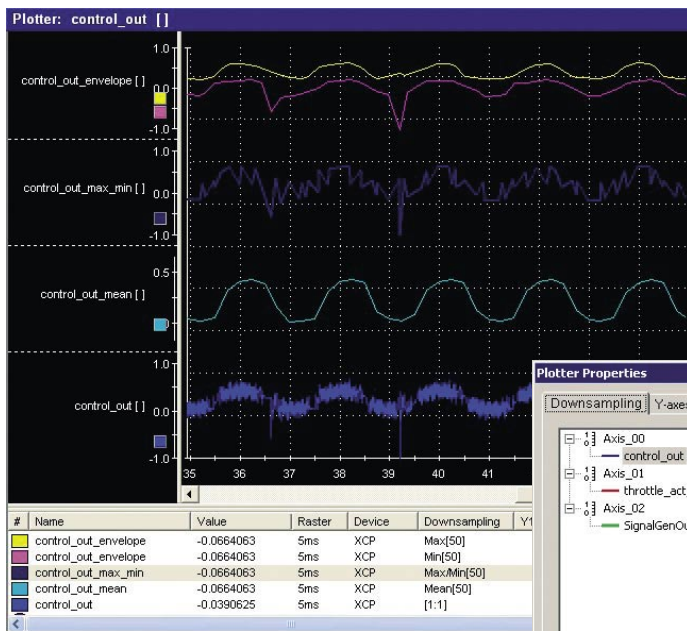 Plotter: control_out []
control_out_envelope [ ]
1.0
0.0
-1.0
control_out_max_min [ ]
1.0
0.0
-1.0
control_out_mean [ ]
0.5
control_out [ ]
1.0
0.0
-1.0
35 36 37 38 39 40 41
Plotter Properties
Downsampling Y-axes
Axis_00
control_out
Axis_01
throttle_act
Axis_02
SignalGenOu
# Name Value Raster Device Downsampling Y1
control_out_envelope -0.0664063 5ms XCP Max[50]
control_out_envelope -0.0664063 5ms XCP Min[50]
control_out_max_min -0.0664063 5ms XCP Max/Min[50]
control_out_mean -0.0664063 5ms XCP Mean[50]
control_out -0.0390625 5ms XCP [1:1]